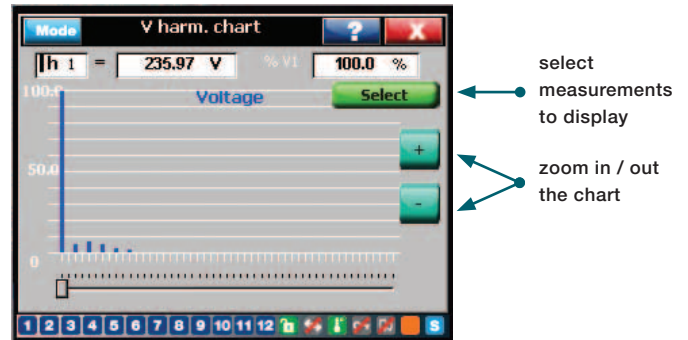 Mode V harm. chart ? X
h 1 = 235.97 V % V1 100.0 %
100.0 Voltage Select
+
50.0
-
0
1 2 3 4 5 6 7 8 9 10 11 12 S
select
measurements
to display
zoom in / out
the chart